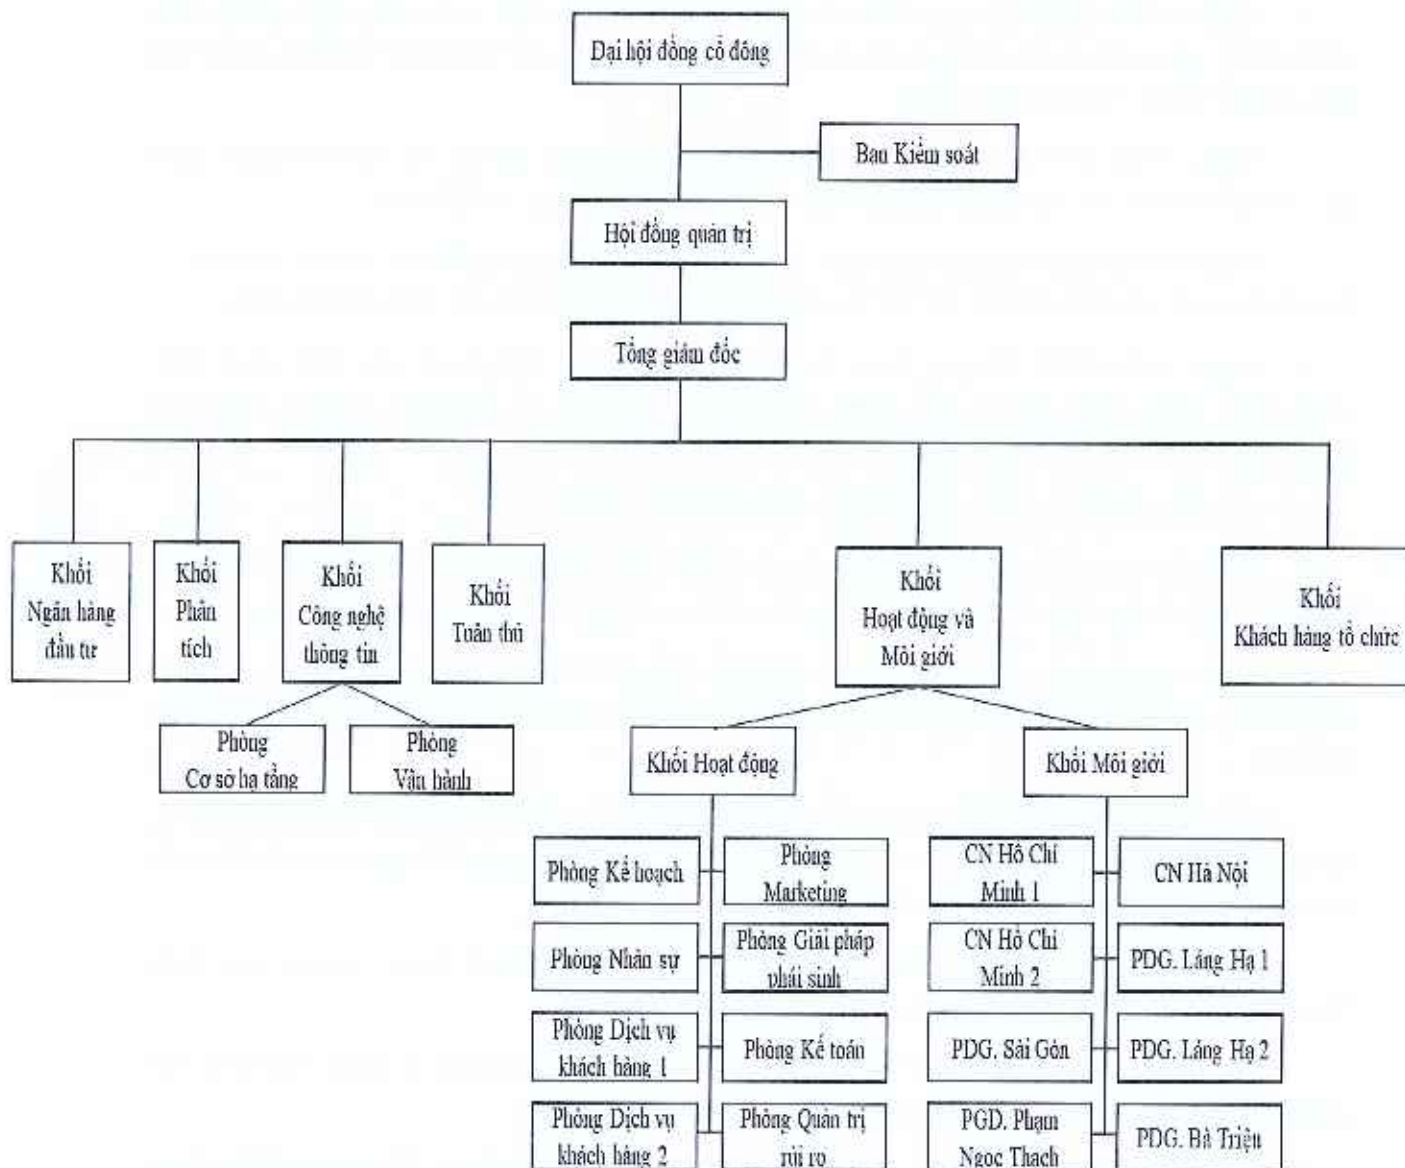 Đại hội đồng cổ đông
Ban Kiểm soát
Hội đồng quản trị
Tổng giám đốc
Khối
Ngân hàng
đầu tư
Khối
Phân
tích
Khối
Công nghệ
thông tin
Khối
Tuân thủ
Khối
Hoạt động và
Môi giới
Khối
Khách hàng tổ chức
Phòng
Cơ sở hạ tầng
Phòng
Vận hành
Khối Hoạt động
Khối Môi giới
Phòng Kế hoạch
Phòng
Marketing
Phòng Nhân sự
Phòng Giải pháp
phái sinh
Phòng Dịch vụ
khách hàng 1
Phòng Kế toán
Phòng Dịch vụ
khách hàng 2
Phòng Quản trị
rủi ro
CN Hồ Chí
Minh 1
CN Hà Nội
CN Hồ Chí
Minh 2
PDG. Láng Hạ 1
PDG. Sài Gòn
PDG. Láng Hạ 2
PGD. Phạm
Ngọc Thạch
PDG. Bà Triệu